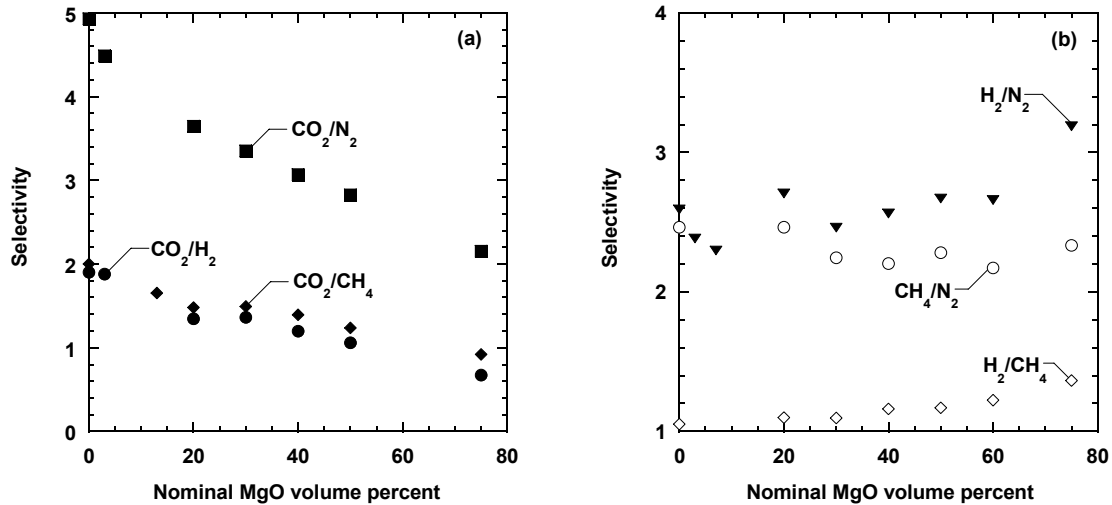 (a)
5
4
3
2
1
0
Selectivity
CO₂/N₂
CO₂/H₂
CO₂/CH₄
0 20 40 60 80
Nominal MgO volume percent
(b)
4
3
2
1
Selectivity
H₂/N₂
CH₄/N₂
H₂/CH₄
0 20 40 60 80
Nominal MgO volume percent